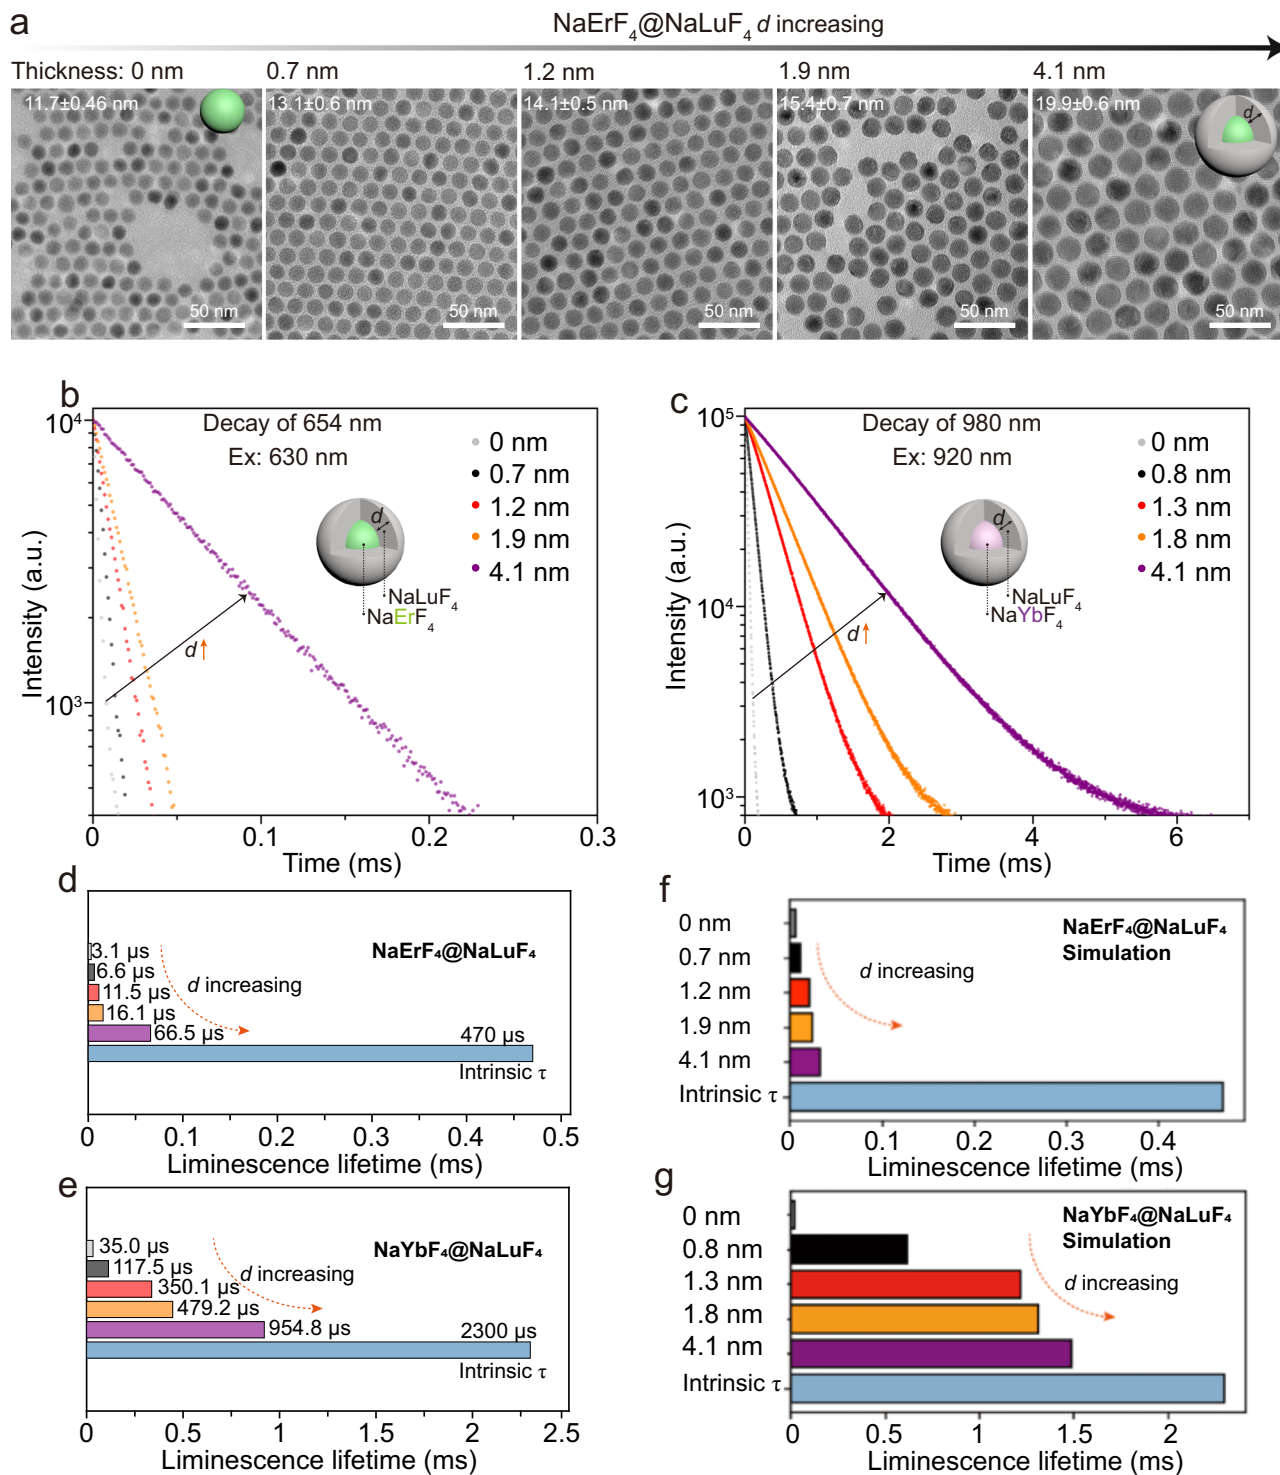 a
NaErF₄@NaLuF₄ d increasing
Thickness: 0 nm
0.7 nm
1.2 nm
1.9 nm
4.1 nm
11.7±0.46 nm
13.1±0.6 nm
14.1±0.5 nm
15.4±0.7 nm
19.9±0.6 nm
d
50 nm
50 nm
50 nm
50 nm
50 nm
b
Decay of 654 nm
Ex: 630 nm
0 nm
0.7 nm
1.2 nm
1.9 nm
4.1 nm
d
NaLuF₄
NaErF₄
d↑
10⁴
10³
Intensity (a.u.)
0
0.1
0.2
0.3
Time (ms)
c
Decay of 980 nm
Ex: 920 nm
0 nm
0.8 nm
1.3 nm
1.8 nm
4.1 nm
d
NaLuF₄
NaYbF₄
d↑
10⁵
10⁴
10³
Intensity (a.u.)
0
2
4
6
Time (ms)
d
NaErF₄@NaLuF₄
3.1 µs
6.6 µs
11.5 µs
16.1 µs
66.5 µs
470 µs
Intrinsic τ
d increasing
0
0.1
0.2
0.3
0.4
0.5
Liminescence lifetime (ms)
f
0 nm
0.7 nm
1.2 nm
1.9 nm
4.1 nm
Intrinsic τ
NaErF₄@NaLuF₄
Simulation
d increasing
0
0.1
0.2
0.3
0.4
Liminescence lifetime (ms)
e
NaYbF₄@NaLuF₄
35.0 µs
117.5 µs
350.1 µs
479.2 µs
954.8 µs
2300 µs
Intrinsic τ
d increasing
0
0.5
1
1.5
2
2.5
Liminescence lifetime (ms)
g
0 nm
0.8 nm
1.3 nm
1.8 nm
4.1 nm
Intrinsic τ
NaYbF₄@NaLuF₄
Simulation
d increasing
0
0.5
1
1.5
2
Liminescence lifetime (ms)